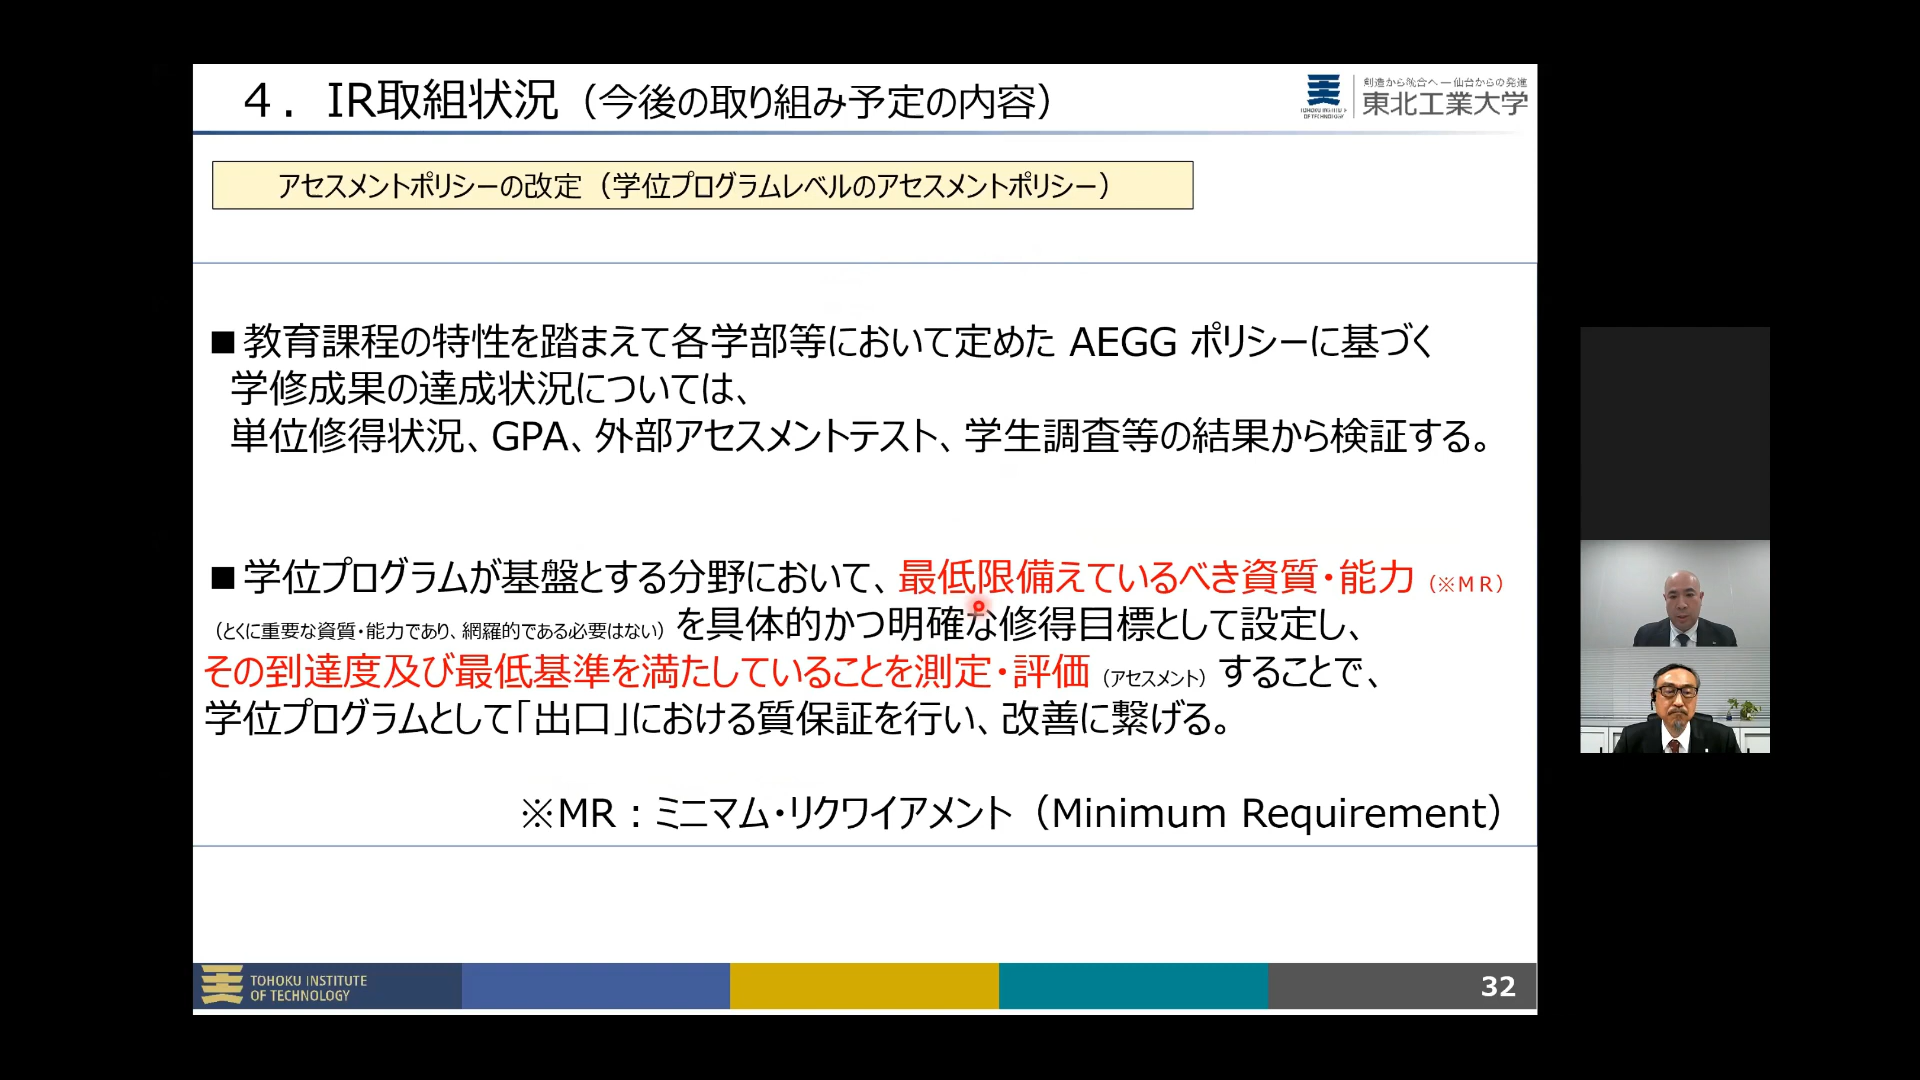 ４．IR取組状況（今後の取り組み予定の内容）
創造から統合へ ― 仙台からの発進
東北工業大学
TOHOKU INSTITUTE
OF TECHNOLOGY
アセスメントポリシーの改定（学位プログラムレベルのアセスメントポリシー）
■教育課程の特性を踏まえて各学部等において定めた AEGG ポリシーに基づく
学修成果の達成状況については、
単位修得状況、GPA、外部アセスメントテスト、学生調査等の結果から検証する。
■学位プログラムが基盤とする分野において、最低限備えているべき資質・能力（※ＭＲ）
（とくに重要な資質・能力であり、網羅的である必要はない）を具体的かつ明確な修得目標として設定し、
その到達度及び最低基準を満たしていることを測定・評価（アセスメント）することで、
学位プログラムとして「出口」における質保証を行い、改善に繋げる。
※MR：ミニマム・リクワイアメント（Minimum Requirement）
TOHOKU INSTITUTE
OF TECHNOLOGY
32